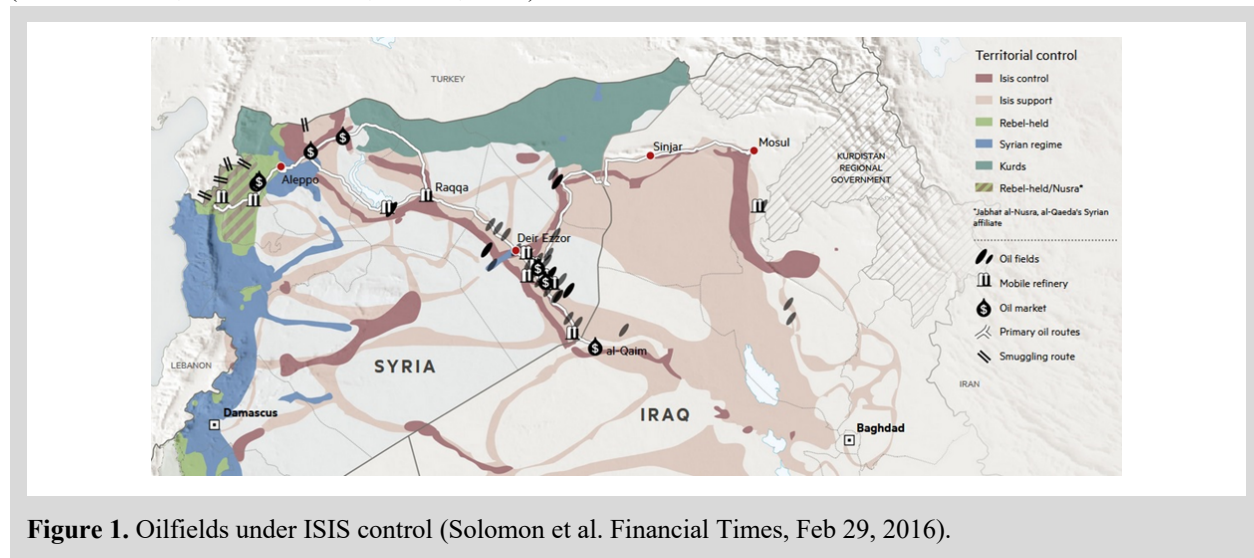 TURKEY
Sinjar
Mosul
KURDISTAN
REGIONAL
GOVERNMENT
Aleppo
Raqqa
Deir Ezzor
al-Qaim
SYRIA
LEBANON
Damascus
IRAQ
IRAN
Baghdad
Territorial control
Isis control
Isis support
Rebel-held
Syrian regime
Kurds
Rebel-held/Nusra*
*Jabhat al-Nusra, al-Qaeda's Syrian
affiliate
Oil fields
Mobile refinery
Oil market
Primary oil routes
Smuggling route
Figure 1. Oilfields under ISIS control (Solomon et al. Financial Times, Feb 29, 2016).